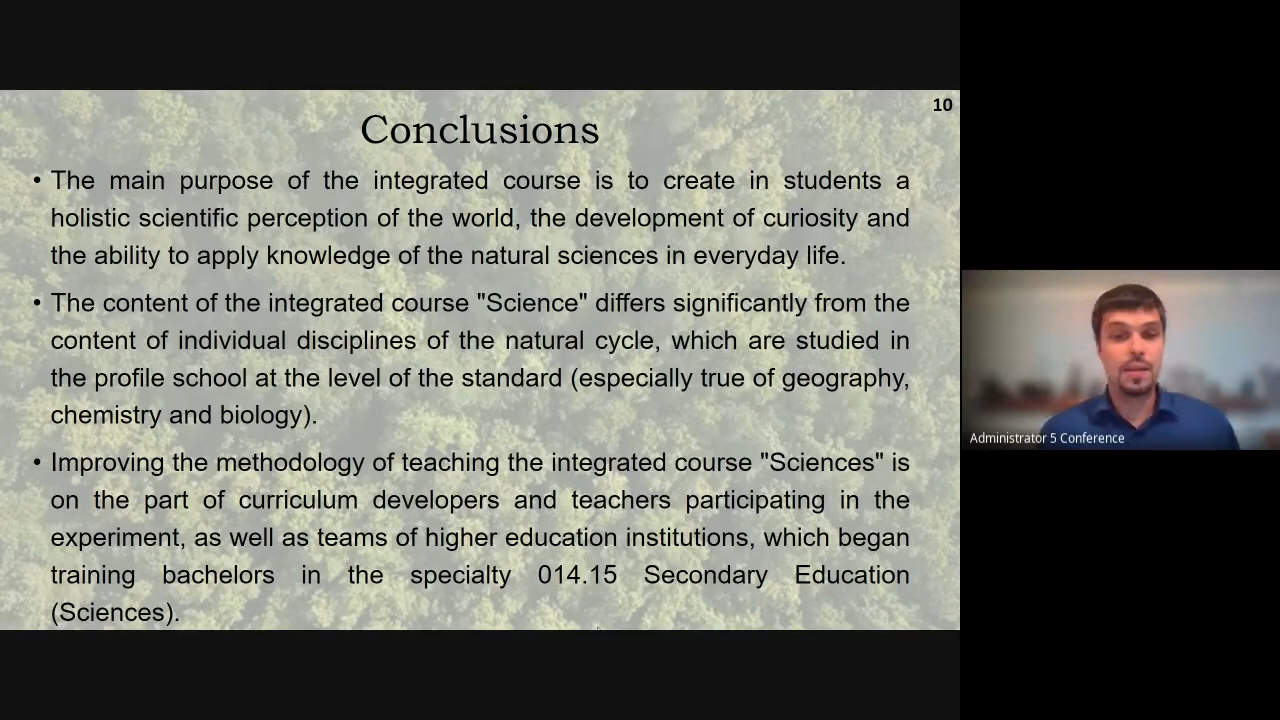 10
Conclusions
• The main purpose of the integrated course is to create in students a
holistic scientific perception of the world, the development of curiosity and
the ability to apply knowledge of the natural sciences in everyday life.
• The content of the integrated course "Science" differs significantly from the
content of individual disciplines of the natural cycle, which are studied in
the profile school at the level of the standard (especially true of geography,
chemistry and biology).
• Improving the methodology of teaching the integrated course "Sciences" is
on the part of curriculum developers and teachers participating in the
experiment, as well as teams of higher education institutions, which began
training bachelors in the specialty 014.15 Secondary Education
(Sciences).
Administrator 5 Conference